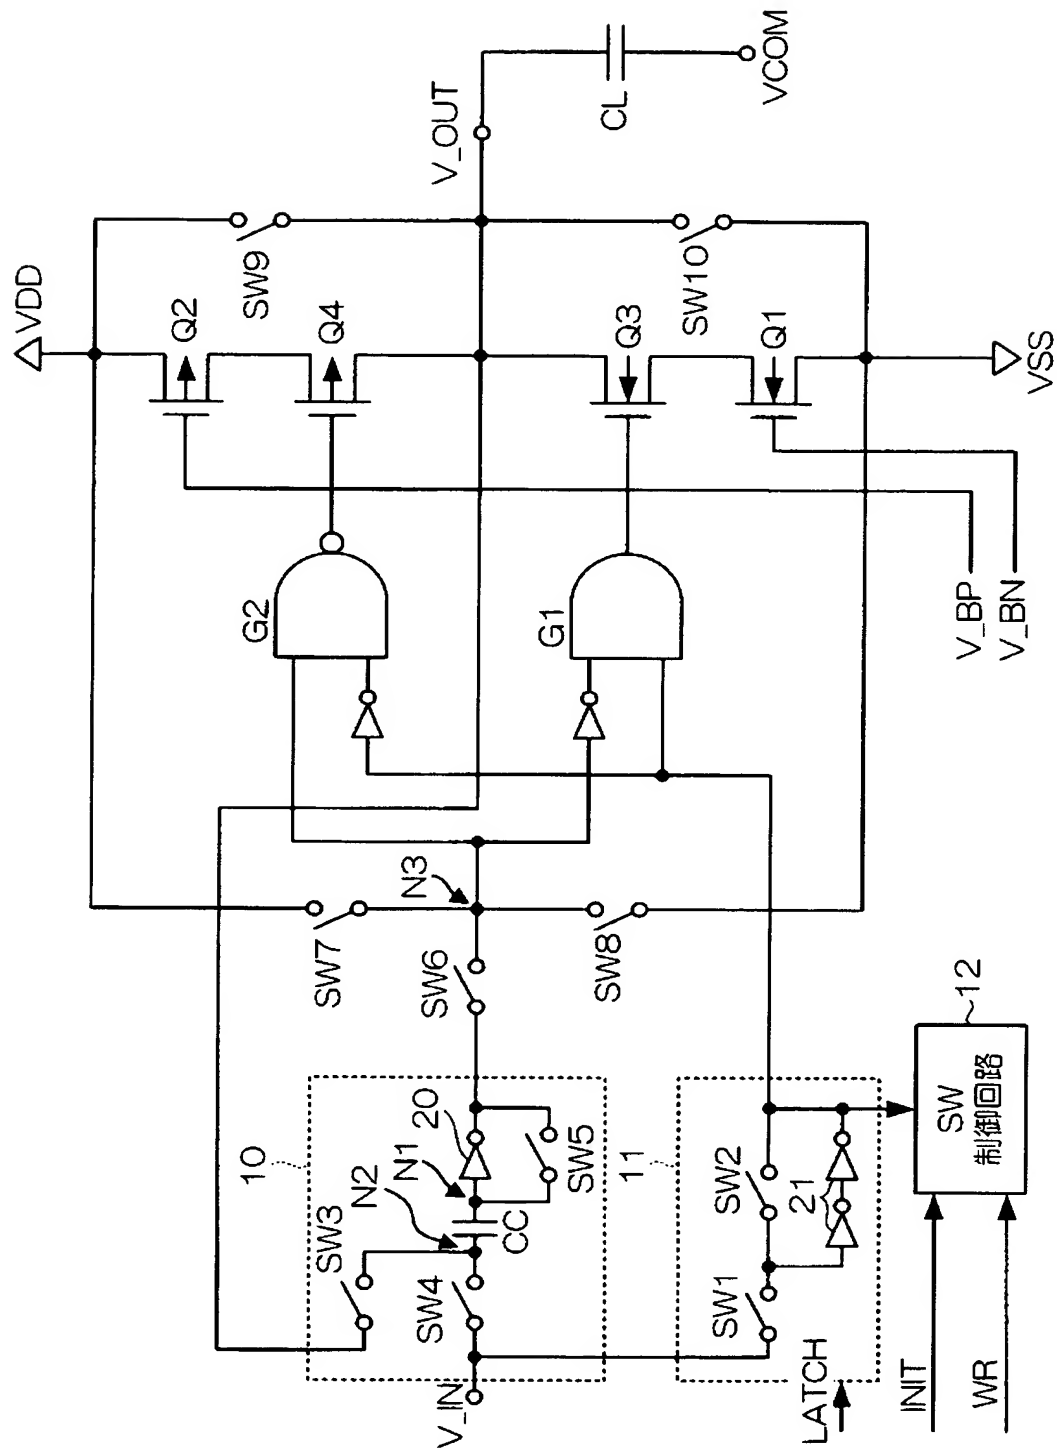 VDD
Q2
Q4
SW9
V_OUT
CL
VCOM
SW10
Q3
Q1
VSS
G2
G1
V_BP
V_BN
N3
SW7
SW6
SW8
10
SW3
N2
N1
20
SW4
CC
SW5
V_IN
11
SW2
SW1
21
LATCH
12
SW
制御回路
INIT
WR